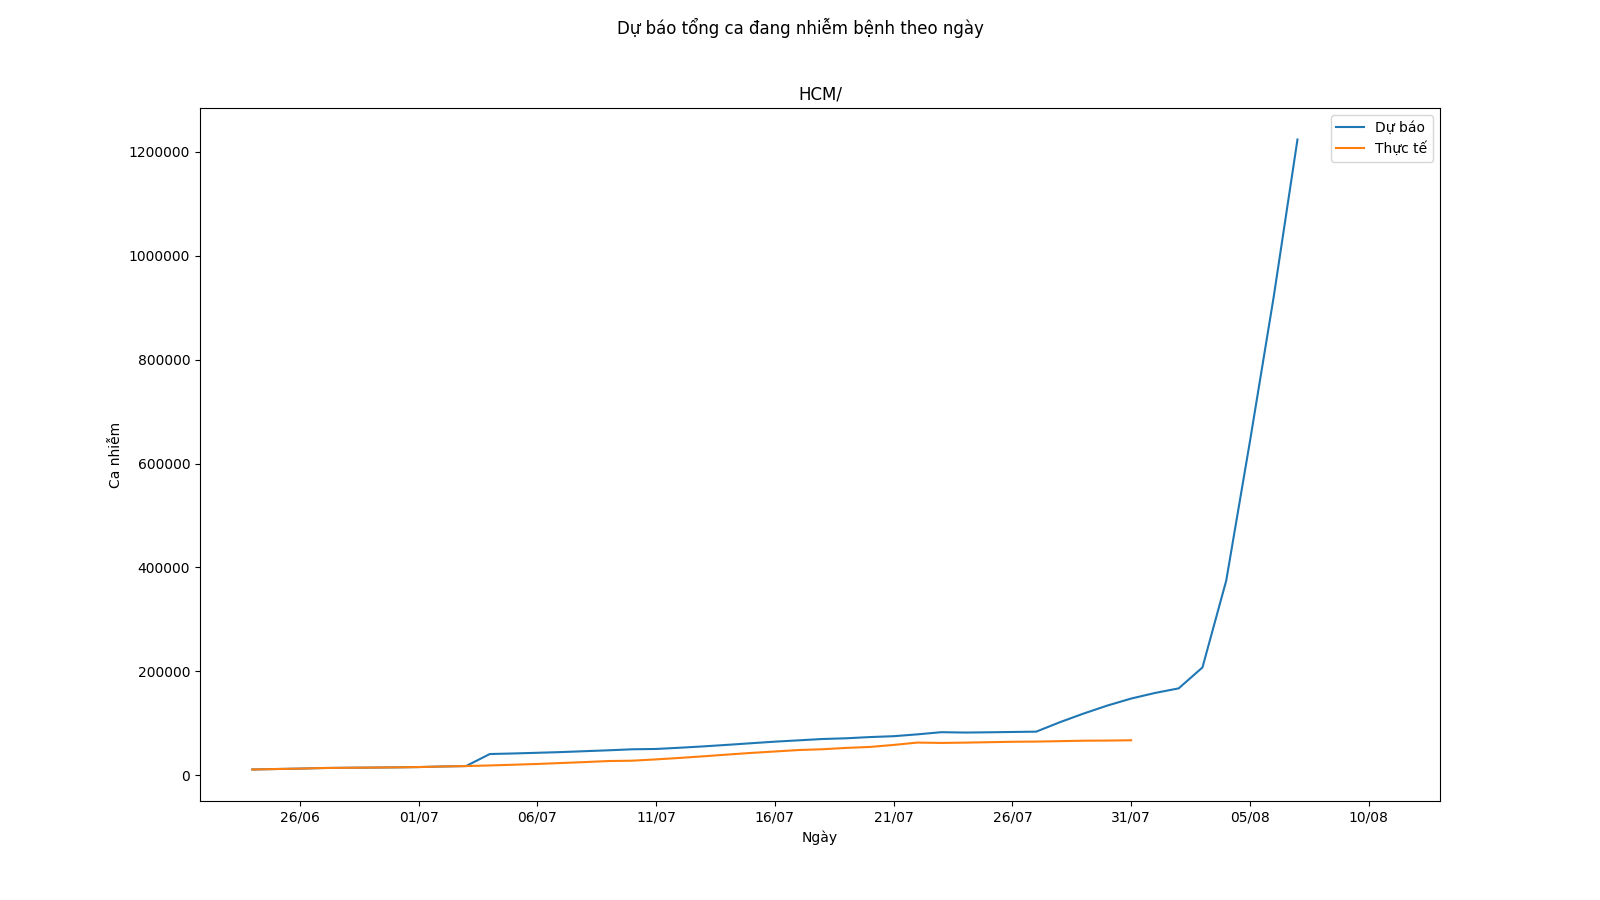 Dự báo tổng ca đang nhiễm bệnh theo ngày
HCM/
Dự báo
Thực tế
1200000
1000000
800000
600000
400000
200000
0
Ca nhiễm
26/06 01/07 06/07 11/07 16/07 21/07 26/07 31/07 05/08 10/08
Ngày